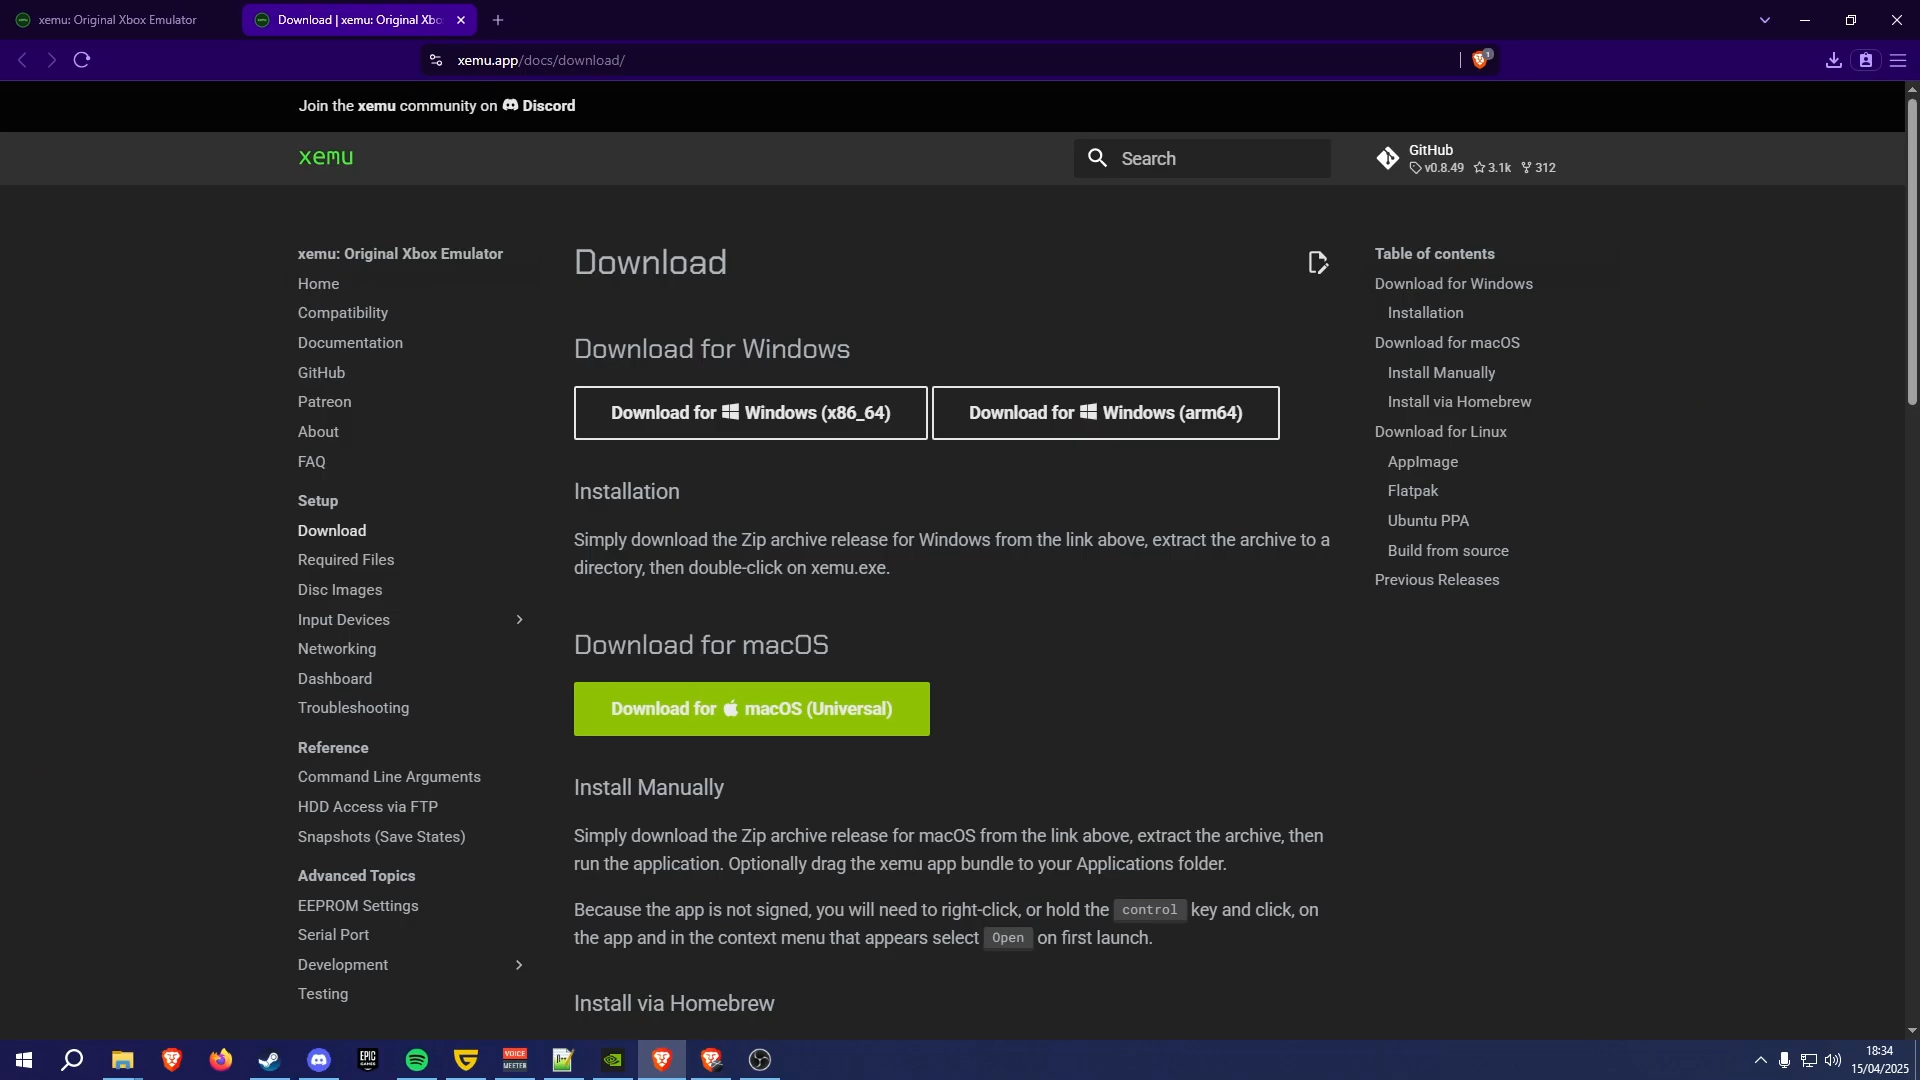 xemu: Original Xbox Emulator
Download | xemu: Original Xbo
xemu.app/docs/download/
1
Join the xemu community on Discord
xemu
Search
GitHub
v0.8.49 3.1k 312
xemu: Original Xbox Emulator
Home
Compatibility
Documentation
GitHub
Patreon
About
FAQ
Setup
Download
Required Files
Disc Images
Input Devices
Networking
Dashboard
Troubleshooting
Reference
Command Line Arguments
HDD Access via FTP
Snapshots (Save States)
Advanced Topics
EEPROM Settings
Serial Port
Development
Testing
Download
Download for Windows
Download for Windows (x86_64)
Download for Windows (arm64)
Installation
Simply download the Zip archive release for Windows from the link above, extract the archive to a
directory, then double-click on xemu.exe.
Download for macOS
Download for macOS (Universal)
Install Manually
Simply download the Zip archive release for macOS from the link above, extract the archive, then
run the application. Optionally drag the xemu app bundle to your Applications folder.
Because the app is not signed, you will need to right-click, or hold the control key and click, on
the app and in the context menu that appears select Open on first launch.
Install via Homebrew
Table of contents
Download for Windows
Installation
Download for macOS
Install Manually
Install via Homebrew
Download for Linux
AppImage
Flatpak
Ubuntu PPA
Build from source
Previous Releases
EPIC
GAMES
VOICE
MEETER
18:34
15/04/2025